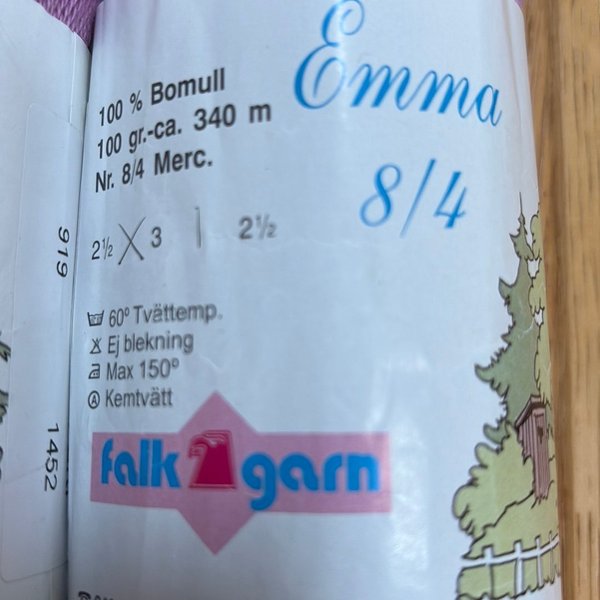 Emma
8/4
100 % Bomull
100 gr.-ca. 340 m
Nr. 8/4 Merc.
2½ 3 2½
60° Tvättemp.
Ej blekning
Max 150°
A Kemtvätt
falk garn
919
1452